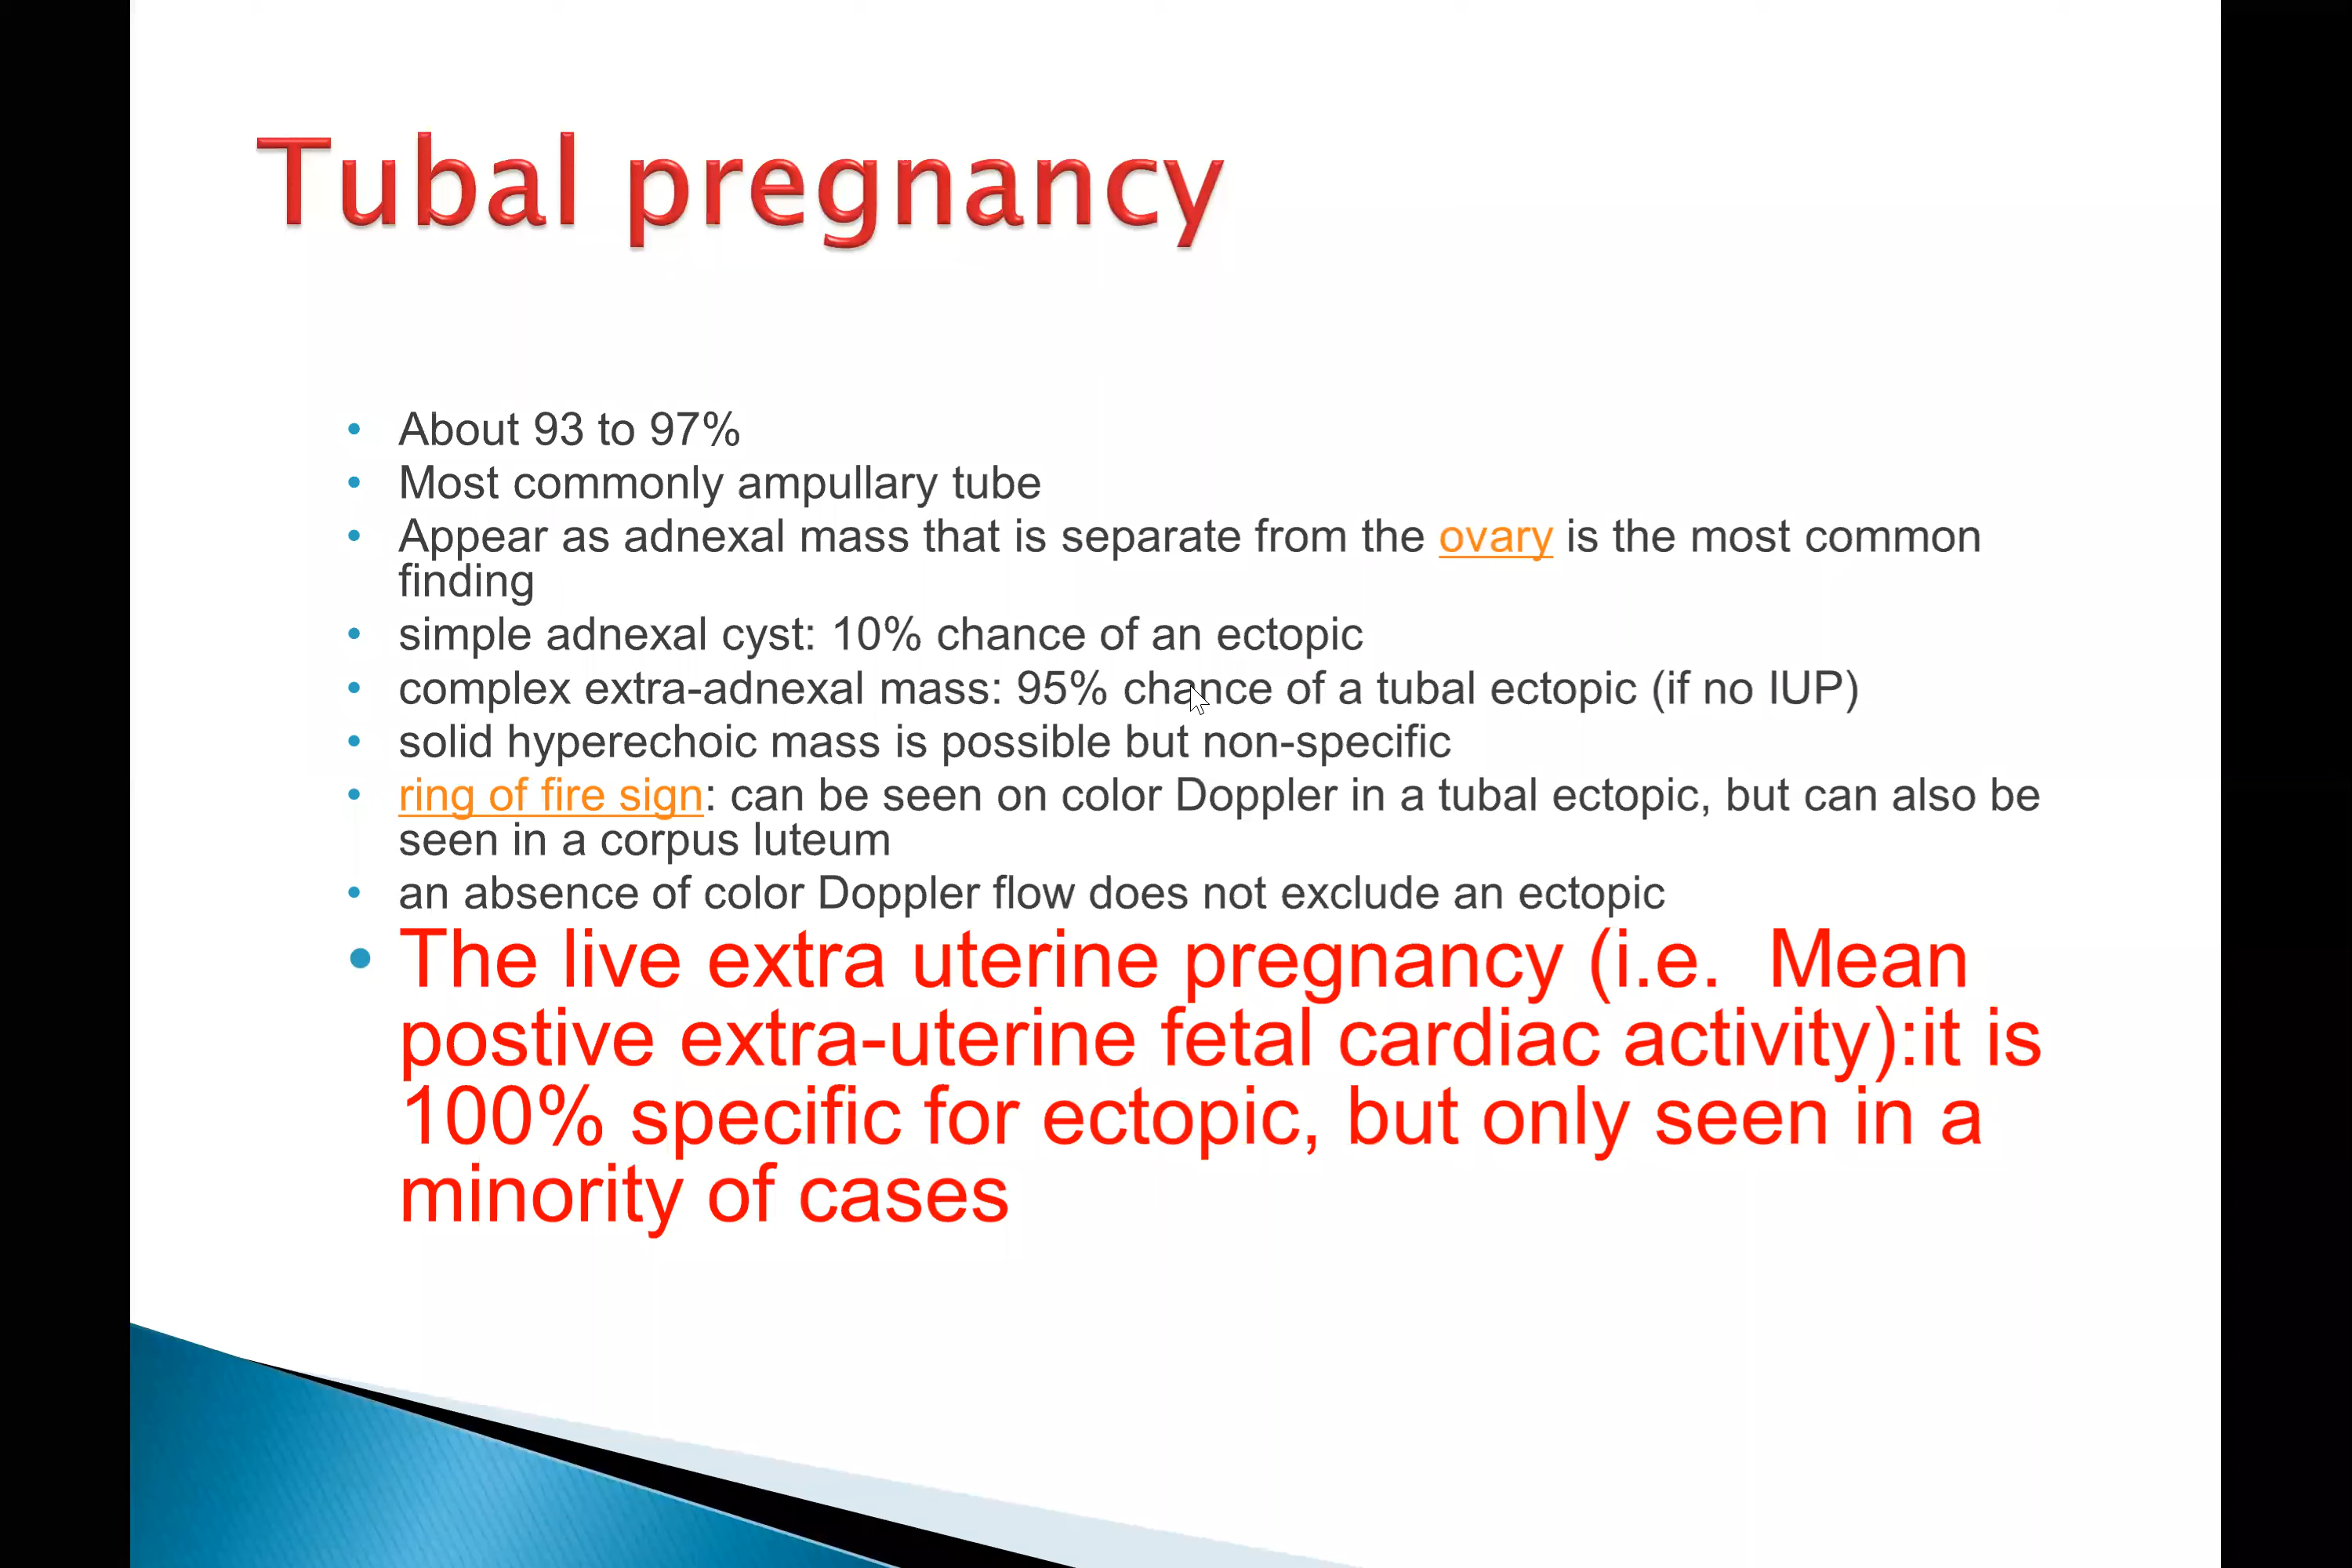 Tubal pregnancy
• About 93 to 97%
• Most commonly ampullary tube
• Appear as adnexal mass that is separate from the ovary is the most common
finding
• simple adnexal cyst: 10% chance of an ectopic
• complex extra-adnexal mass: 95% chance of a tubal ectopic (if no IUP)
• solid hyperechoic mass is possible but non-specific
• ring of fire sign: can be seen on color Doppler in a tubal ectopic, but can also be
seen in a corpus luteum
• an absence of color Doppler flow does not exclude an ectopic
• The live extra uterine pregnancy (i.e.  Mean
postive extra-uterine fetal cardiac activity):it is
100% specific for ectopic, but only seen in a
minority of cases